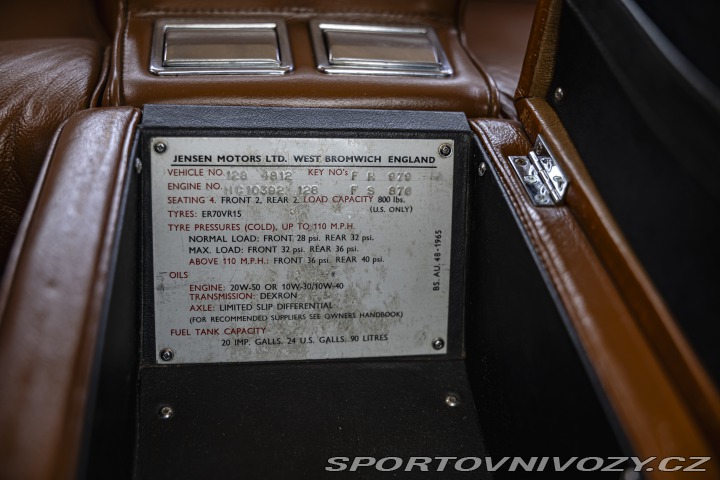 JENSEN MOTORS LTD. WEST BROMWICH ENGLAND
VEHICLE NO. 128 4812 KEY NO's F R 979
ENGINE NO. HC10392 128 F S 876
SEATING 4. FRONT 2, REAR 2. LOAD CAPACITY 800 lbs.
(U.S. ONLY)
TYRES: ER70VR15
TYRE PRESSURES (COLD), UP TO 110 M.P.H.
NORMAL LOAD: FRONT 28 psi. REAR 32 psi.
MAX. LOAD: FRONT 32 psi. REAR 36 psi.
ABOVE 110 M.P.H.: FRONT 36 psi. REAR 40 psi.
OILS
ENGINE: 20W-50 OR 10W-30/10W-40
TRANSMISSION: DEXRON
AXLE: LIMITED SLIP DIFFERENTIAL
(FOR RECOMMENDED SUPPLIERS SEE OWNERS HANDBOOK)
FUEL TANK CAPACITY
20 IMP. GALLS. 24 U.S. GALLS. 90 LITRES
BS. AU. 48-1965
SPORTOVNIVOZY.CZ